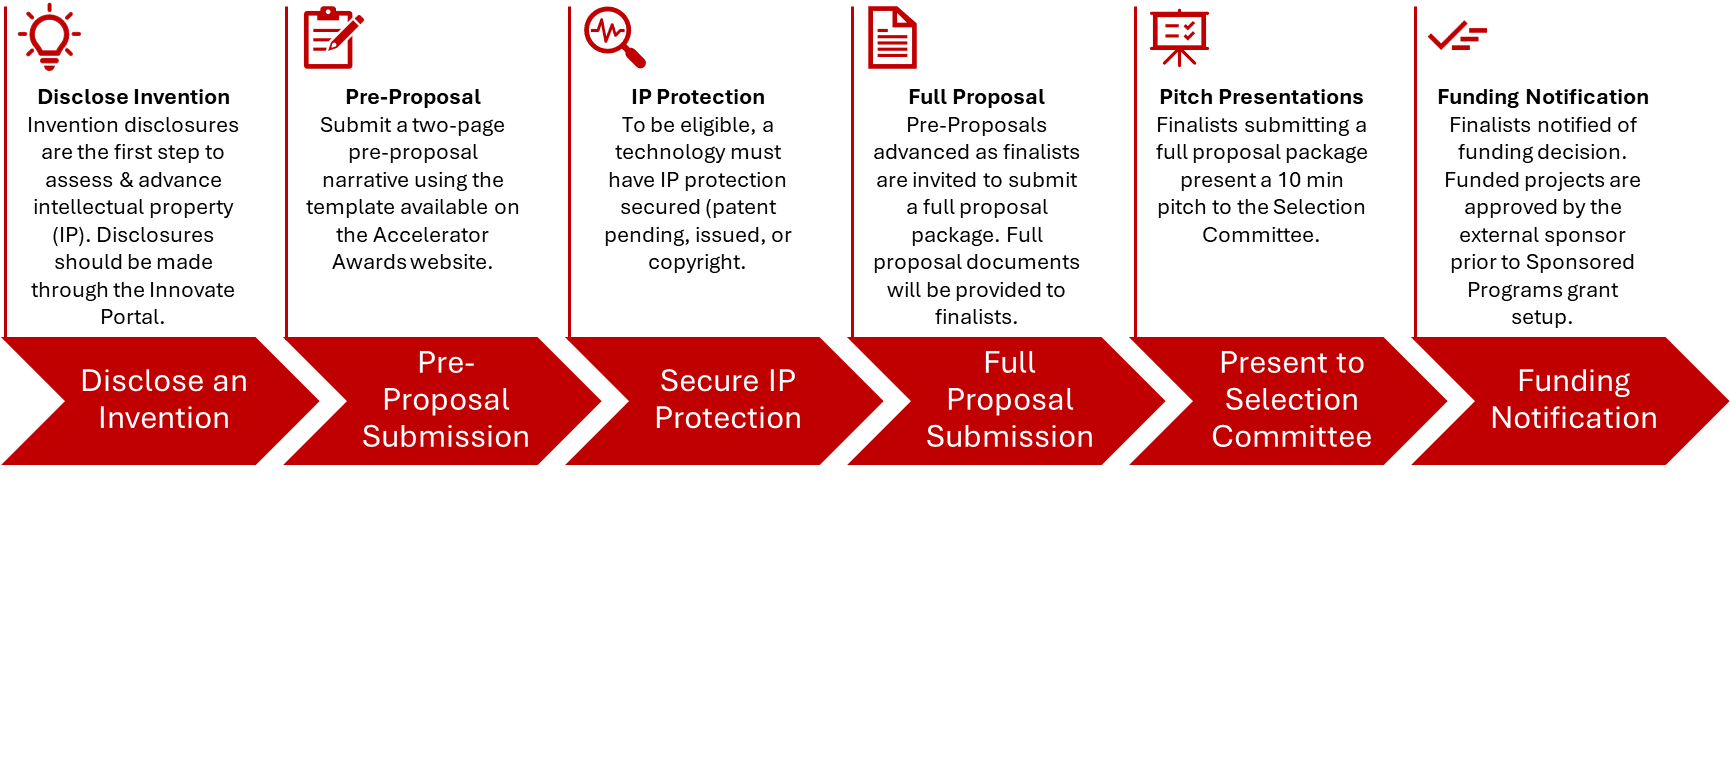 Disclose Invention
Invention disclosures
are the first step to
assess & advance
intellectual property
(IP). Disclosures
should be made
through the Innovate
Portal.
Pre-Proposal
Submit a two-page
pre-proposal
narrative using the
template available on
the Accelerator
Awards website.
IP Protection
To be eligible, a
technology must
have IP protection
secured (patent
pending, issued, or
copyright.
Full Proposal
Pre-Proposals
advanced as finalists
are invited to submit
a full proposal
package. Full
proposal documents
will be provided to
finalists.
Pitch Presentations
Finalists submitting a
full proposal package
present a 10 min
pitch to the Selection
Committee.
Funding Notification
Finalists notified of
funding decision.
Funded projects are
approved by the
external sponsor
prior to Sponsored
Programs grant
setup.
Disclose an
Invention
Pre-
Proposal
Submission
Secure IP
Protection
Full
Proposal
Submission
Present to
Selection
Committee
Funding
Notification